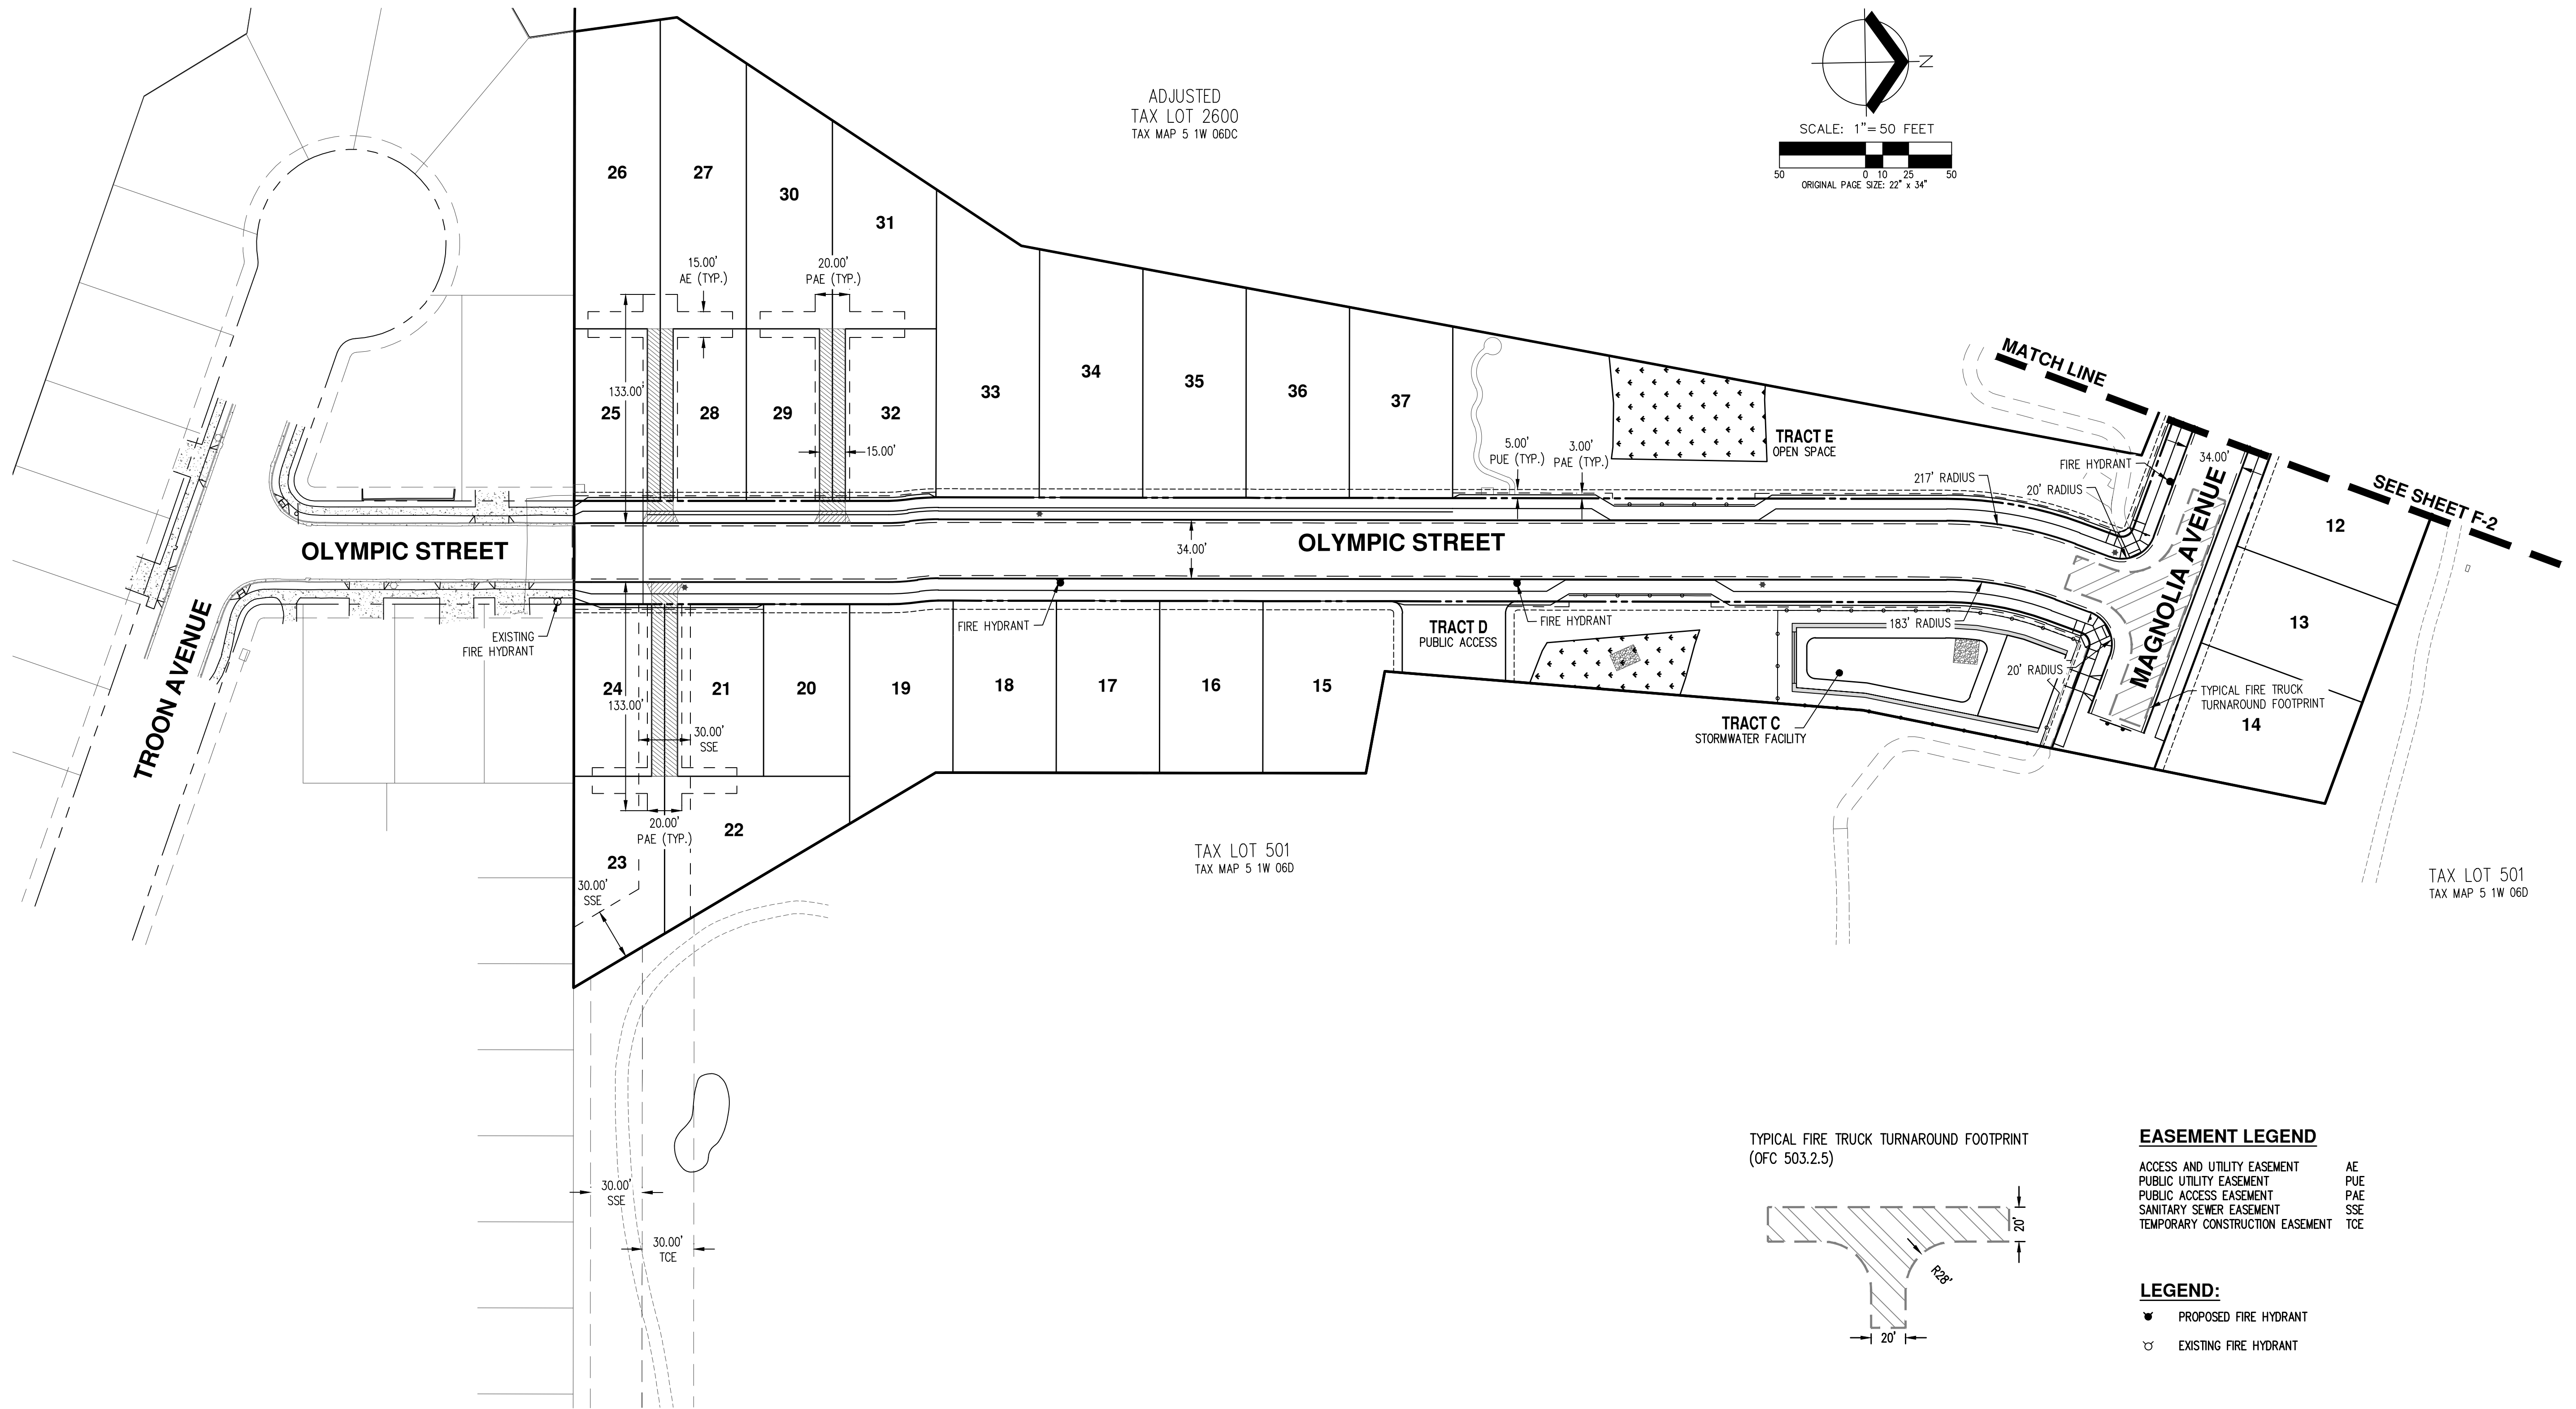 ADJUSTED
TAX LOT 2600
TAX MAP 5 1W 06DC
N
SCALE: 1"= 50 FEET
50 0 10 25 50
ORIGINAL PAGE SIZE: 22" x 34"
26
27
30
31
15.00'
AE (TYP.)
20.00'
PAE (TYP.)
133.00'
25
28
29
32
15.00'
33
34
35
36
37
5.00'
PUE (TYP.)
3.00'
PAE (TYP.)
TRACT E
OPEN SPACE
MATCH LINE
SEE SHEET F-2
FIRE HYDRANT
34.00'
217' RADIUS
20' RADIUS
OLYMPIC STREET
34.00'
OLYMPIC STREET
MAGNOLIA AVENUE
12
13
14
TROON AVENUE
EXISTING
FIRE HYDRANT
FIRE HYDRANT
TRACT D
PUBLIC ACCESS
FIRE HYDRANT
183' RADIUS
20' RADIUS
TYPICAL FIRE TRUCK
TURNAROUND FOOTPRINT
24
133.00'
21
20
19
18
17
16
15
30.00'
SSE
TRACT C
STORMWATER FACILITY
20.00'
PAE (TYP.)
22
23
30.00'
SSE
TAX LOT 501
TAX MAP 5 1W 06D
TAX LOT 501
TAX MAP 5 1W 06D
30.00'
SSE
30.00'
TCE
TYPICAL FIRE TRUCK TURNAROUND FOOTPRINT
(OFC 503.2.5)
20'
R28'
20'
EASEMENT LEGEND
ACCESS AND UTILITY EASEMENT AE
PUBLIC UTILITY EASEMENT PUE
PUBLIC ACCESS EASEMENT PAE
SANITARY SEWER EASEMENT SSE
TEMPORARY CONSTRUCTION EASEMENT TCE
LEGEND:
PROPOSED FIRE HYDRANT
EXISTING FIRE HYDRANT